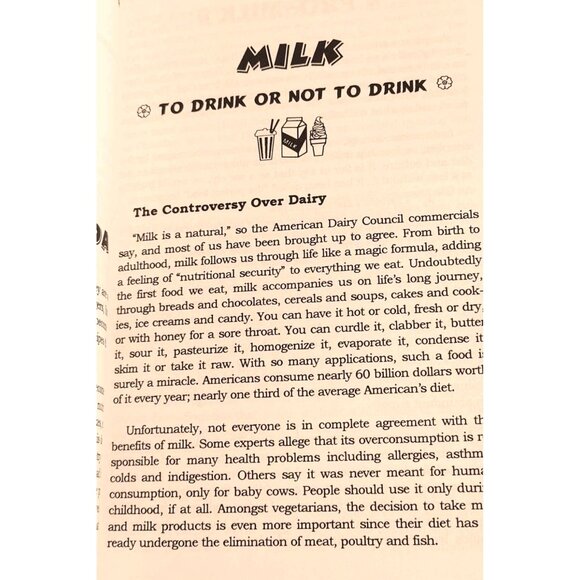 MILK
TO DRINK OR NOT TO DRINK
MILK
The Controversy Over Dairy
"Milk is a natural," so the American Dairy Council commercials
say, and most of us have been brought up to agree. From birth to
adulthood, milk follows us through life like a magic formula, adding
a feeling of "nutritional security" to everything we eat. Undoubtedly
the first food we eat, milk accompanies us on life's long journey,
through breads and chocolates, cereals and soups, cakes and cook-
ies, ice creams and candy. You can have it hot or cold, fresh or dry,
or with honey for a sore throat. You can curdle it, clabber it, butter
it, sour it, pasteurize it, homogenize it, evaporate it, condense it
skim it or take it raw. With so many applications, such a food is
surely a miracle. Americans consume nearly 60 billion dollars wort
of it every year; nearly one third of the average American's diet.
Unfortunately, not everyone is in complete agreement with th
benefits of milk. Some experts allege that its overconsumption is r
sponsible for many health problems including allergies, asthm
colds and indigestion. Others say it was never meant for huma
consumption, only for baby cows. People should use it only duri
childhood, if at all. Amongst vegetarians, the decision to take m
and milk products is even more important since their diet has
ready undergone the elimination of meat, poultry and fish.